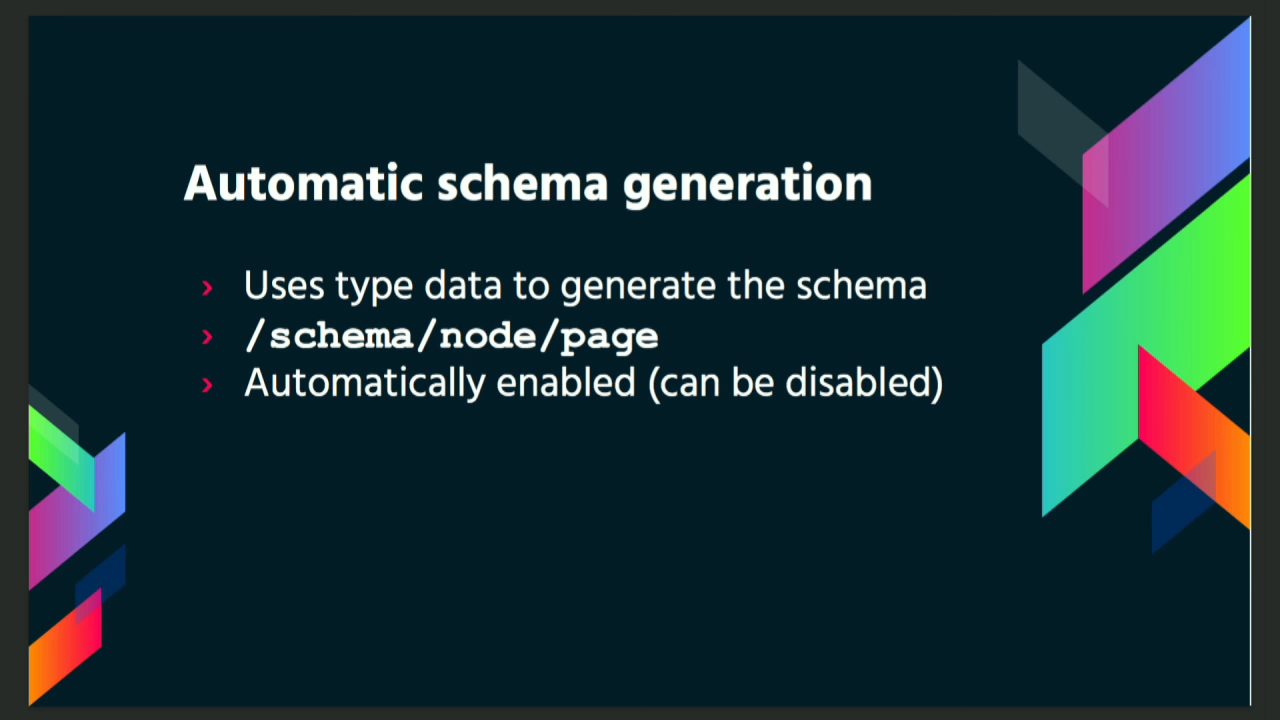 Automatic schema generation
› Uses type data to generate the schema
› /schema/node/page
› Automatically enabled (can be disabled)